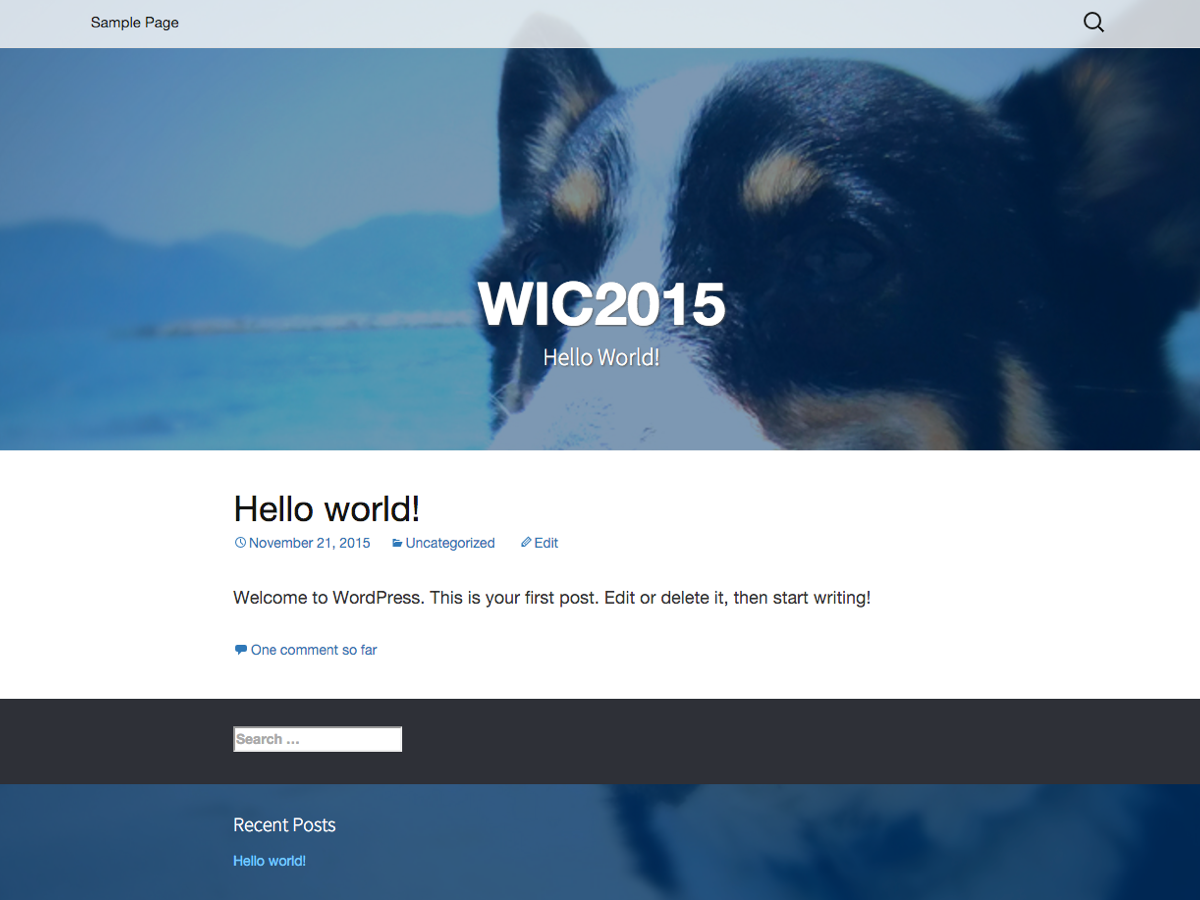 Sample Page
WIC2015
Hello World!
Hello world!
November 21, 2015 Uncategorized Edit
Welcome to WordPress. This is your first post. Edit or delete it, then start writing!
One comment so far
Search ...
Recent Posts
Hello world!